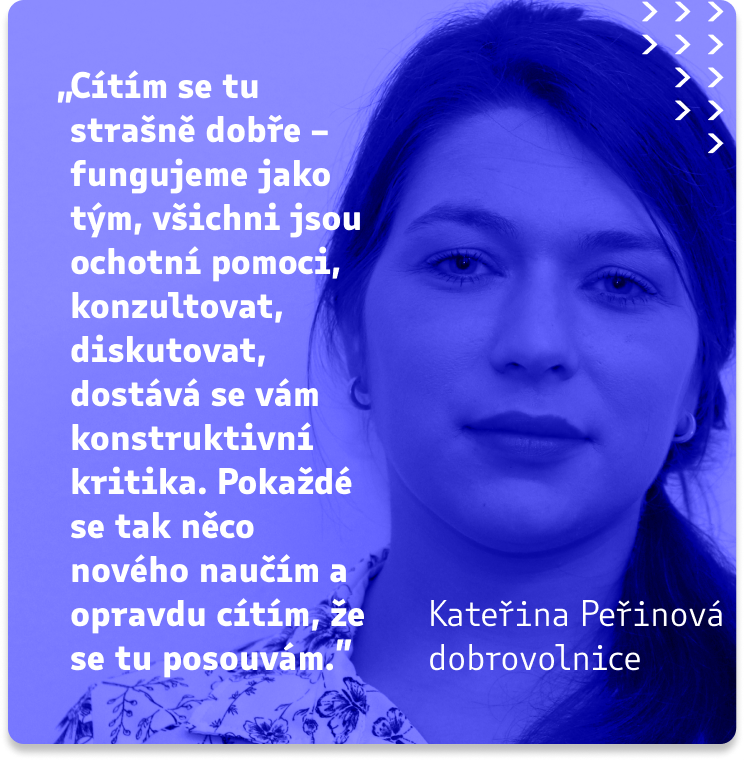 „Cítím se tu
strašně dobře –
fungujeme jako
tým, všichni jsou
ochotní pomoci,
konzultovat,
diskutovat,
dostává se vám
konstruktivní
kritika. Pokaždé
se tak něco
nového naučím a
opravdu cítím, že
se tu posouvám.”
Kateřina Peřinová
dobrovolnice